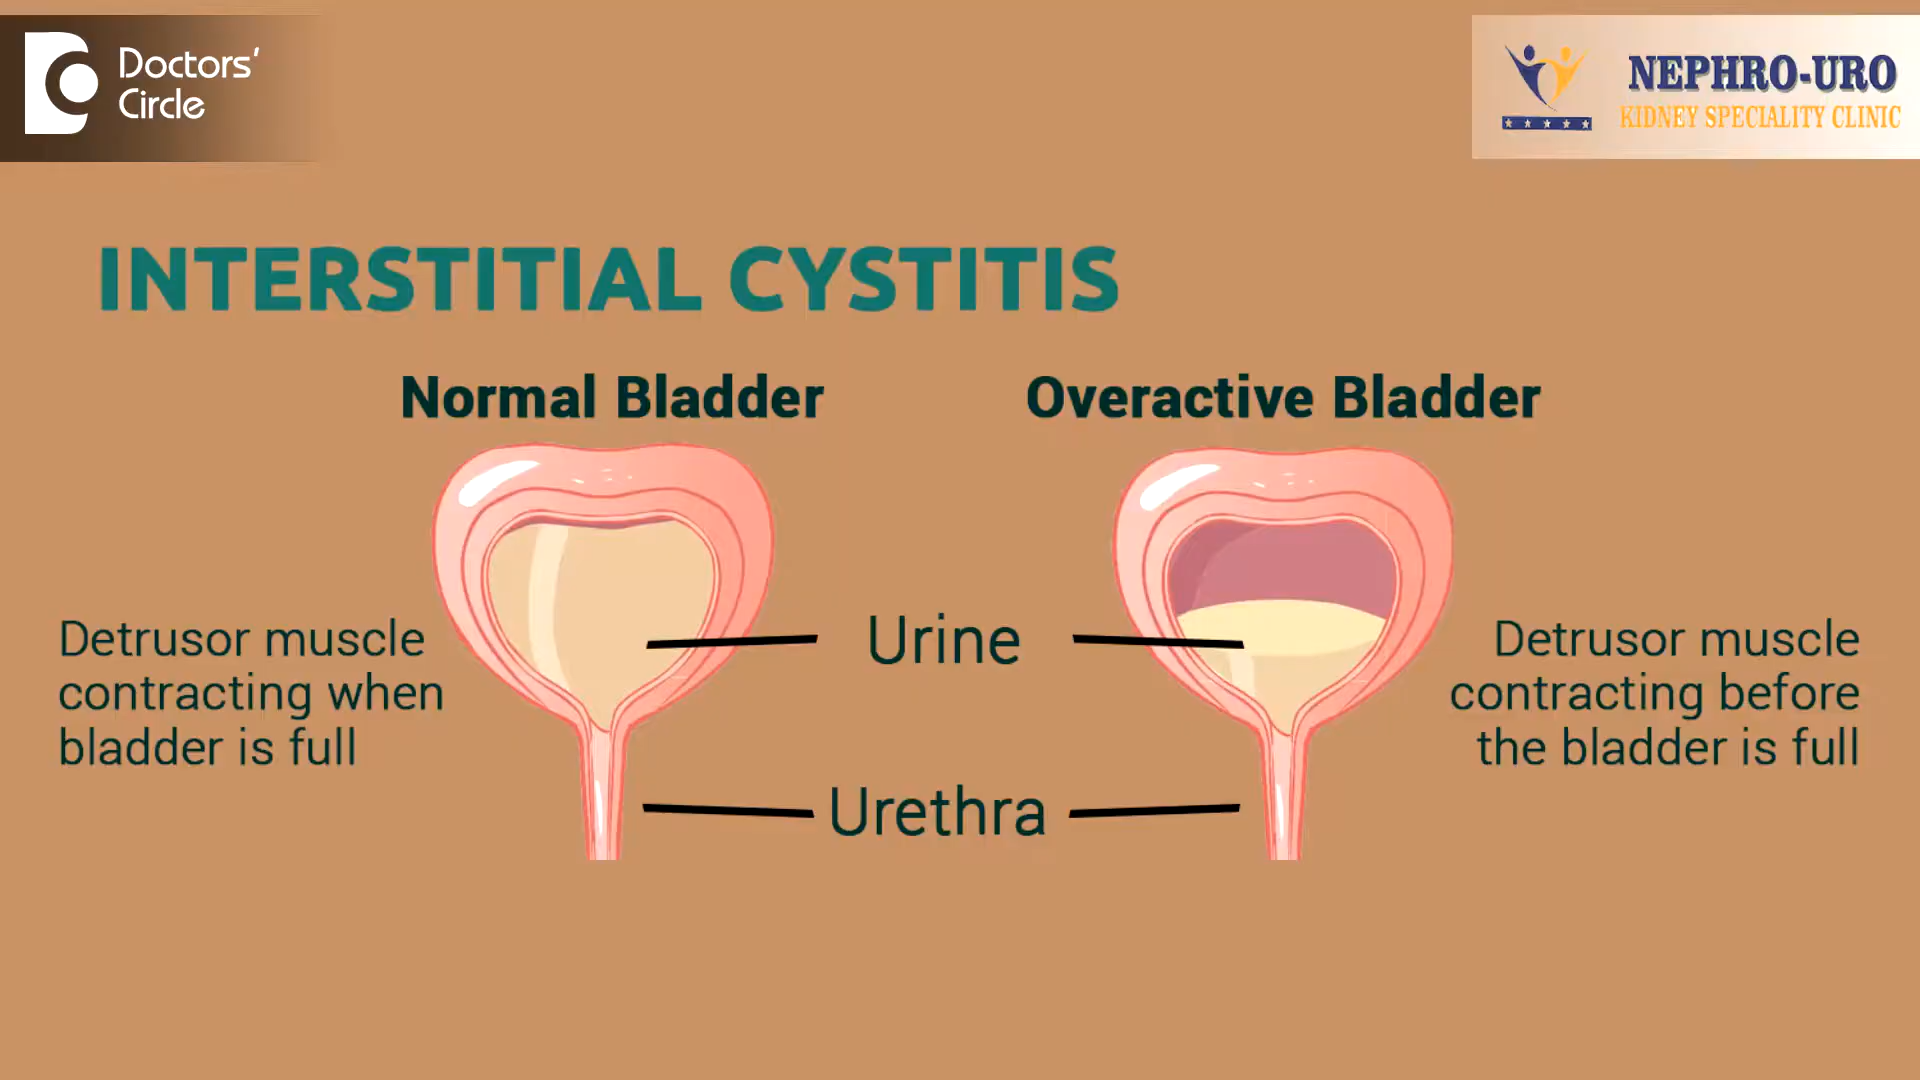 Doctors'
Circle
NEPHRO-URO
KIDNEY SPECIALITY CLINIC
INTERSTITIAL CYSTITIS
Normal Bladder
Overactive Bladder
Detrusor muscle
contracting when
bladder is full
Urine
Urethra
Detrusor muscle
contracting before
the bladder is full